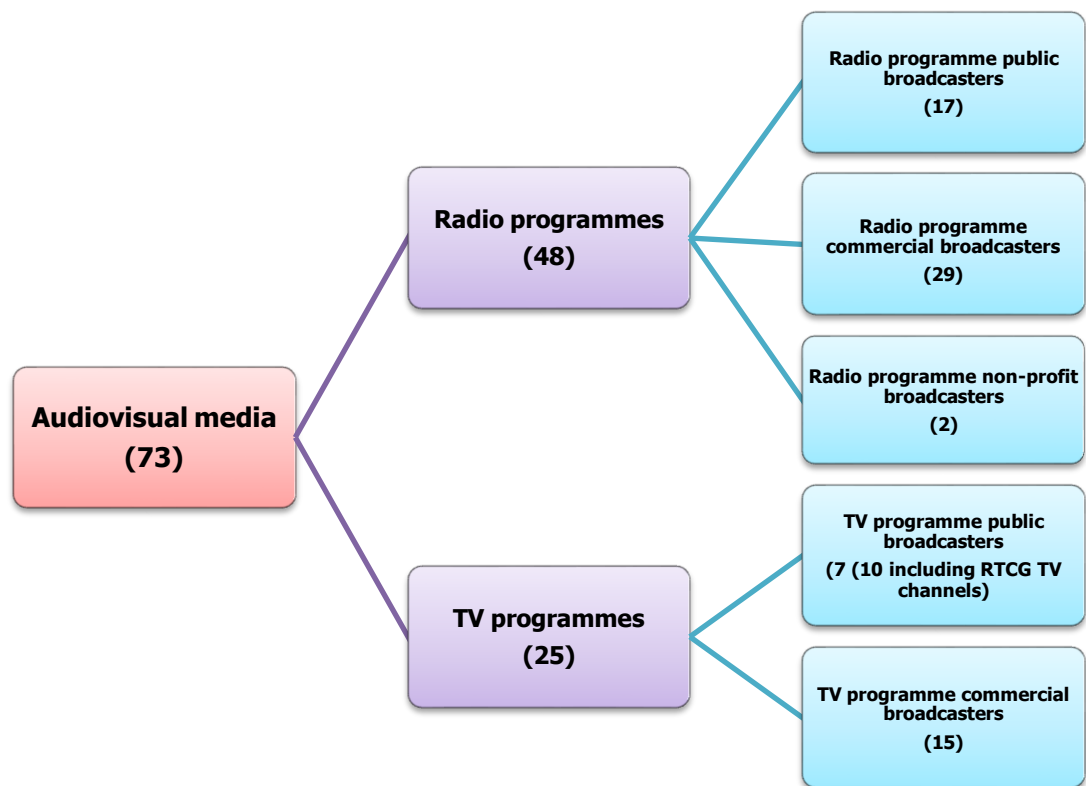 Audiovisual media
(73)
Radio programmes
(48)
TV programmes
(25)
Radio programme public
broadcasters
(17)
Radio programme
commercial broadcasters
(29)
Radio programme non-profit
broadcasters
(2)
TV programme public
broadcasters
(7 (10 including RTCG TV
channels)
TV programme commercial
broadcasters
(15)